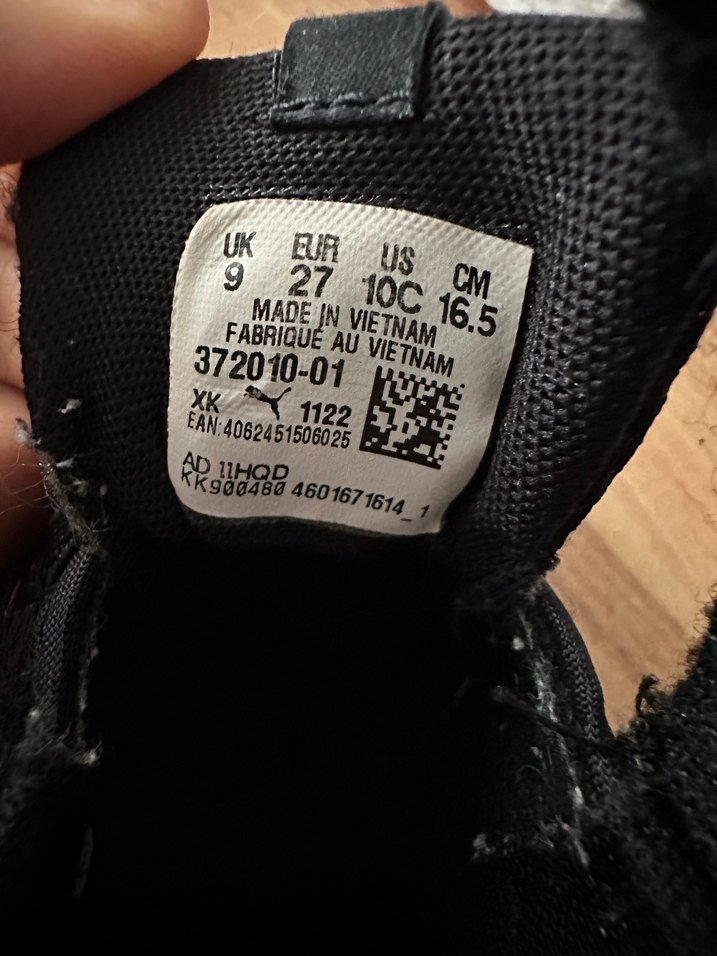 UK EUR US CM
9 27 10C 16.5
MADE IN VIETNAM
FABRIQUÉ AU VIETNAM
372010-01
XK 1122
EAN:4062451506025
AD 11HQD
KK900480 4601671614_1